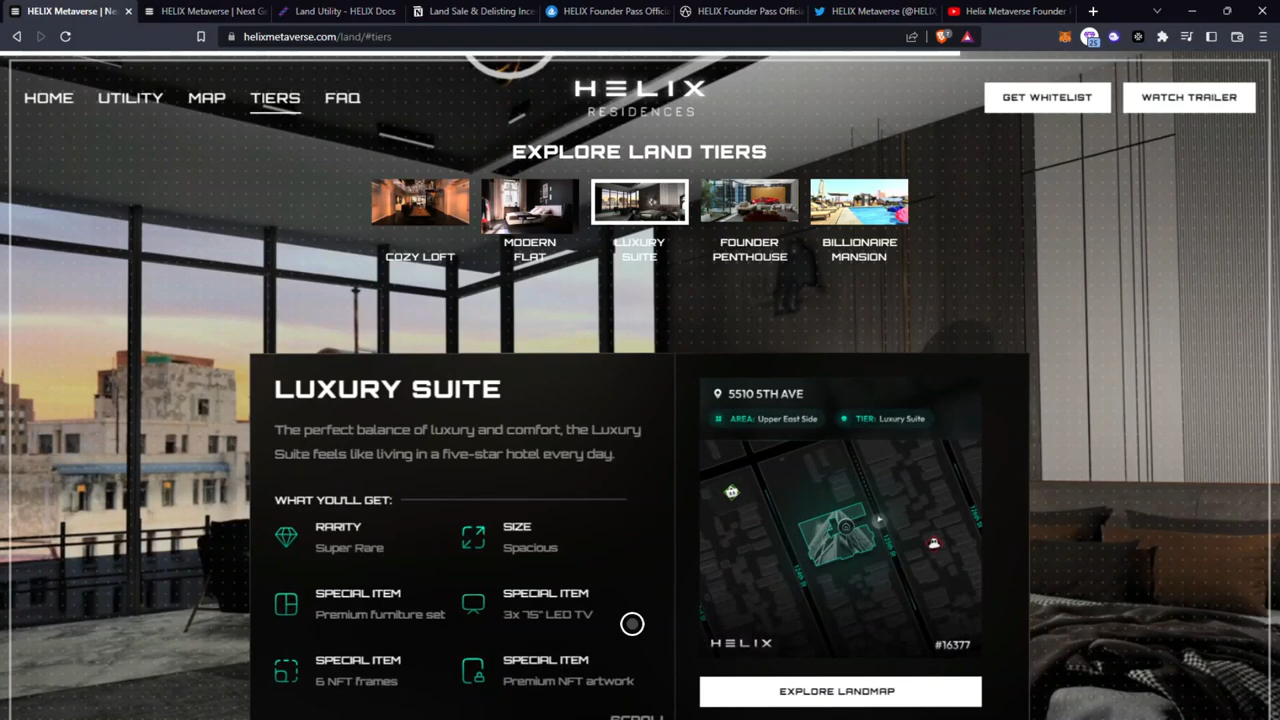 HELIX Metaverse | Ne
HELIX Metaverse | Next G
Land Utility - HELIX Docs
Land Sale & Delisting Ince
HELIX Founder Pass Offici
HELIX Founder Pass Offici
HELIX Metaverse (@HELIX
Helix Metaverse Founder
helixmetaverse.com/land/#tiers
25
HOME
UTILITY
MAP
TIERS
FAQ
HELIX
RESIDENCES
GET WHITELIST
WATCH TRAILER
EXPLORE LAND TIERS
COZY LOFT
MODERN
FLAT
LUXURY
SUITE
FOUNDER
PENTHOUSE
BILLIONAIRE
MANSION
LUXURY SUITE
The perfect balance of luxury and comfort, the Luxury
Suite feels like living in a five-star hotel every day.
WHAT YOU'LL GET:
RARITY
Super Rare
SIZE
Spacious
SPECIAL ITEM
Premium furniture set
SPECIAL ITEM
3x 75" LED TV
SPECIAL ITEM
6 NFT frames
SPECIAL ITEM
Premium NFT artwork
5510 5TH AVE
AREA: Upper East Side
TIER: Luxury Suite
124th St
125th St
HELIX
#16377
EXPLORE LANDMAP
SCROLL